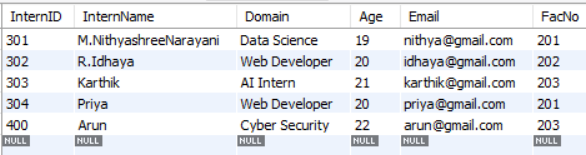 InternID InternName Domain Age Email FacNo
301 M.NithyashreeNarayani Data Science 19 nithya@gmail.com 201
302 R.Idhaya Web Developer 20 idhaya@gmail.com 202
303 Karthik AI Intern 21 karthik@gmail.com 203
304 Priya Web Developer 20 priya@gmail.com 201
400 Arun Cyber Security 22 arun@gmail.com 203
NULL NULL NULL NULL NULL NULL